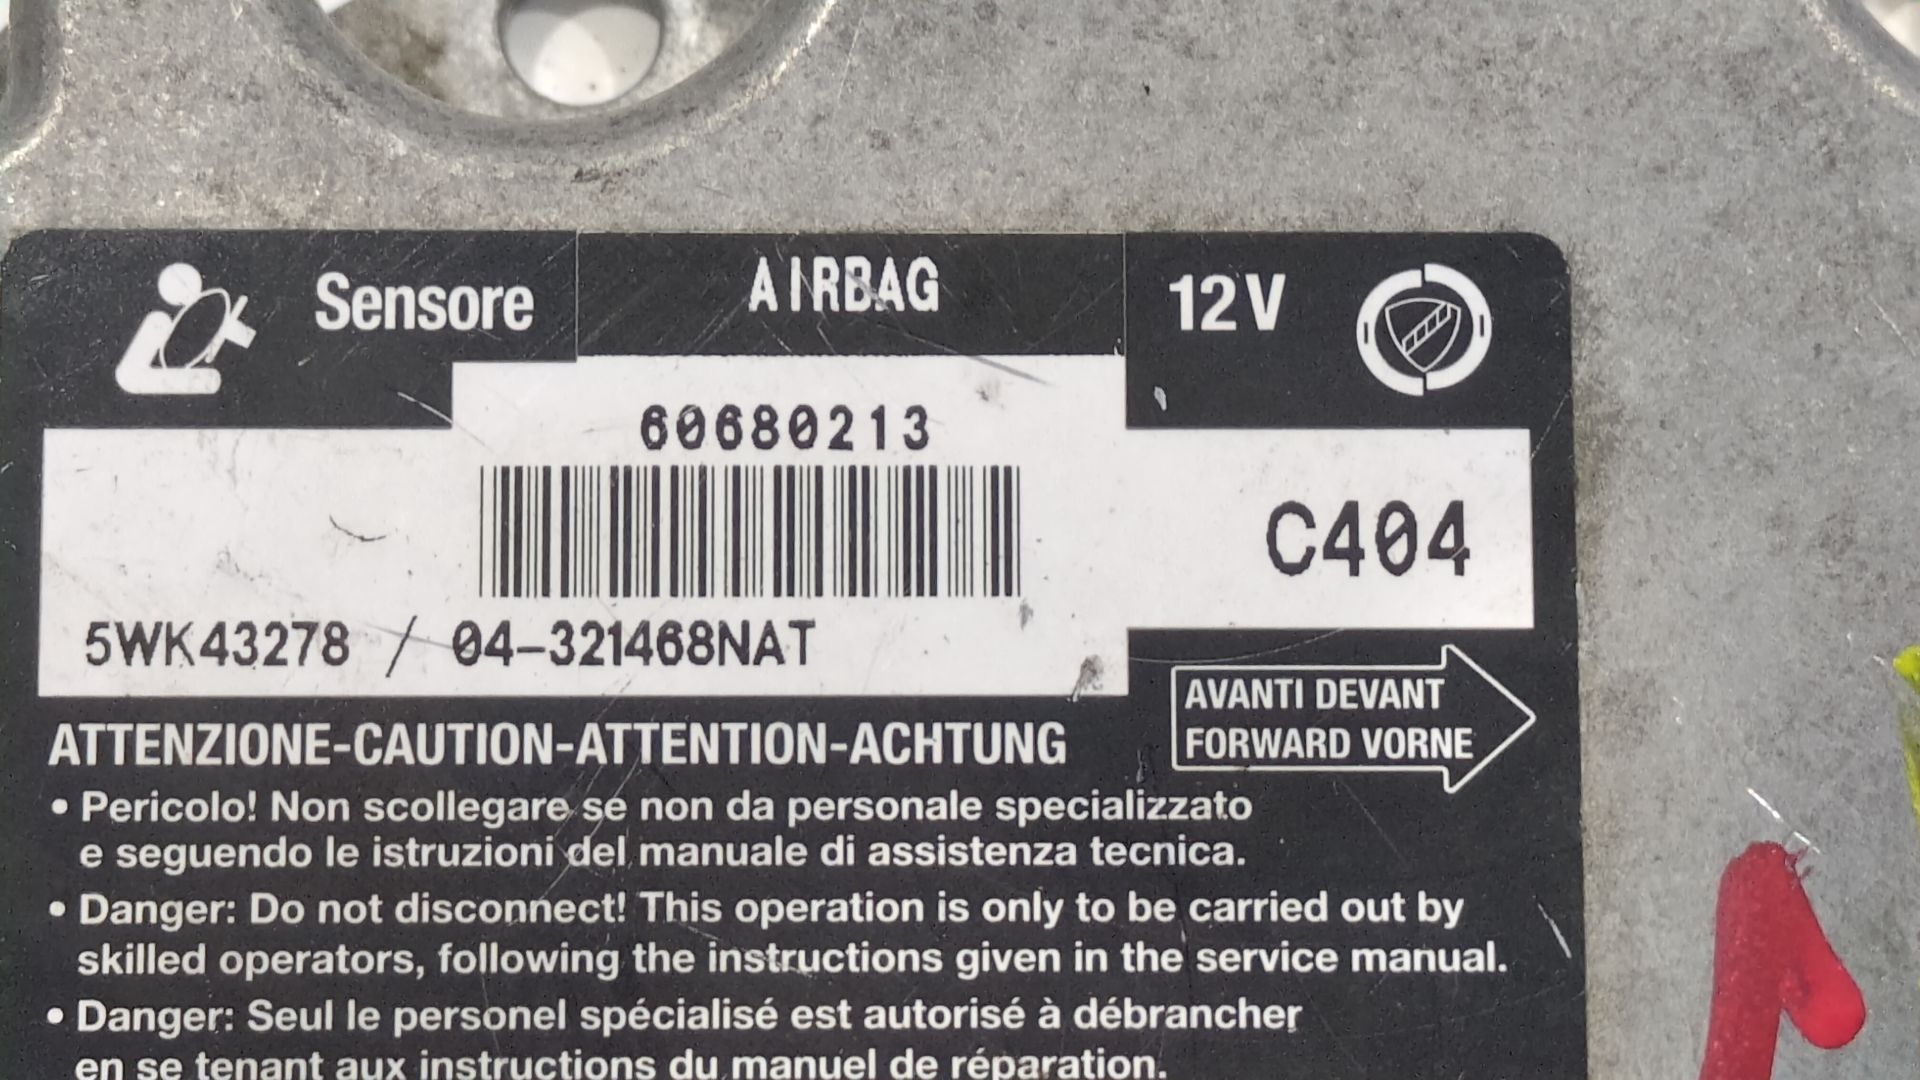 Sensore AIRBAG 12V
60680213
C404
5WK43278 / 04-321468NAT
AVANTI DEVANT
FORWARD VORNE
ATTENZIONE-CAUTION-ATTENTION-ACHTUNG
• Pericolo! Non scollegare se non da personale specializzato
e seguendo le istruzioni del manuale di assistenza tecnica.
• Danger: Do not disconnect! This operation is only to be carried out by
skilled operators, following the instructions given in the service manual.
• Danger: Seul le personel spécialisé est autorisé à débrancher
en se tenant aux instructions du manuel de réparation.